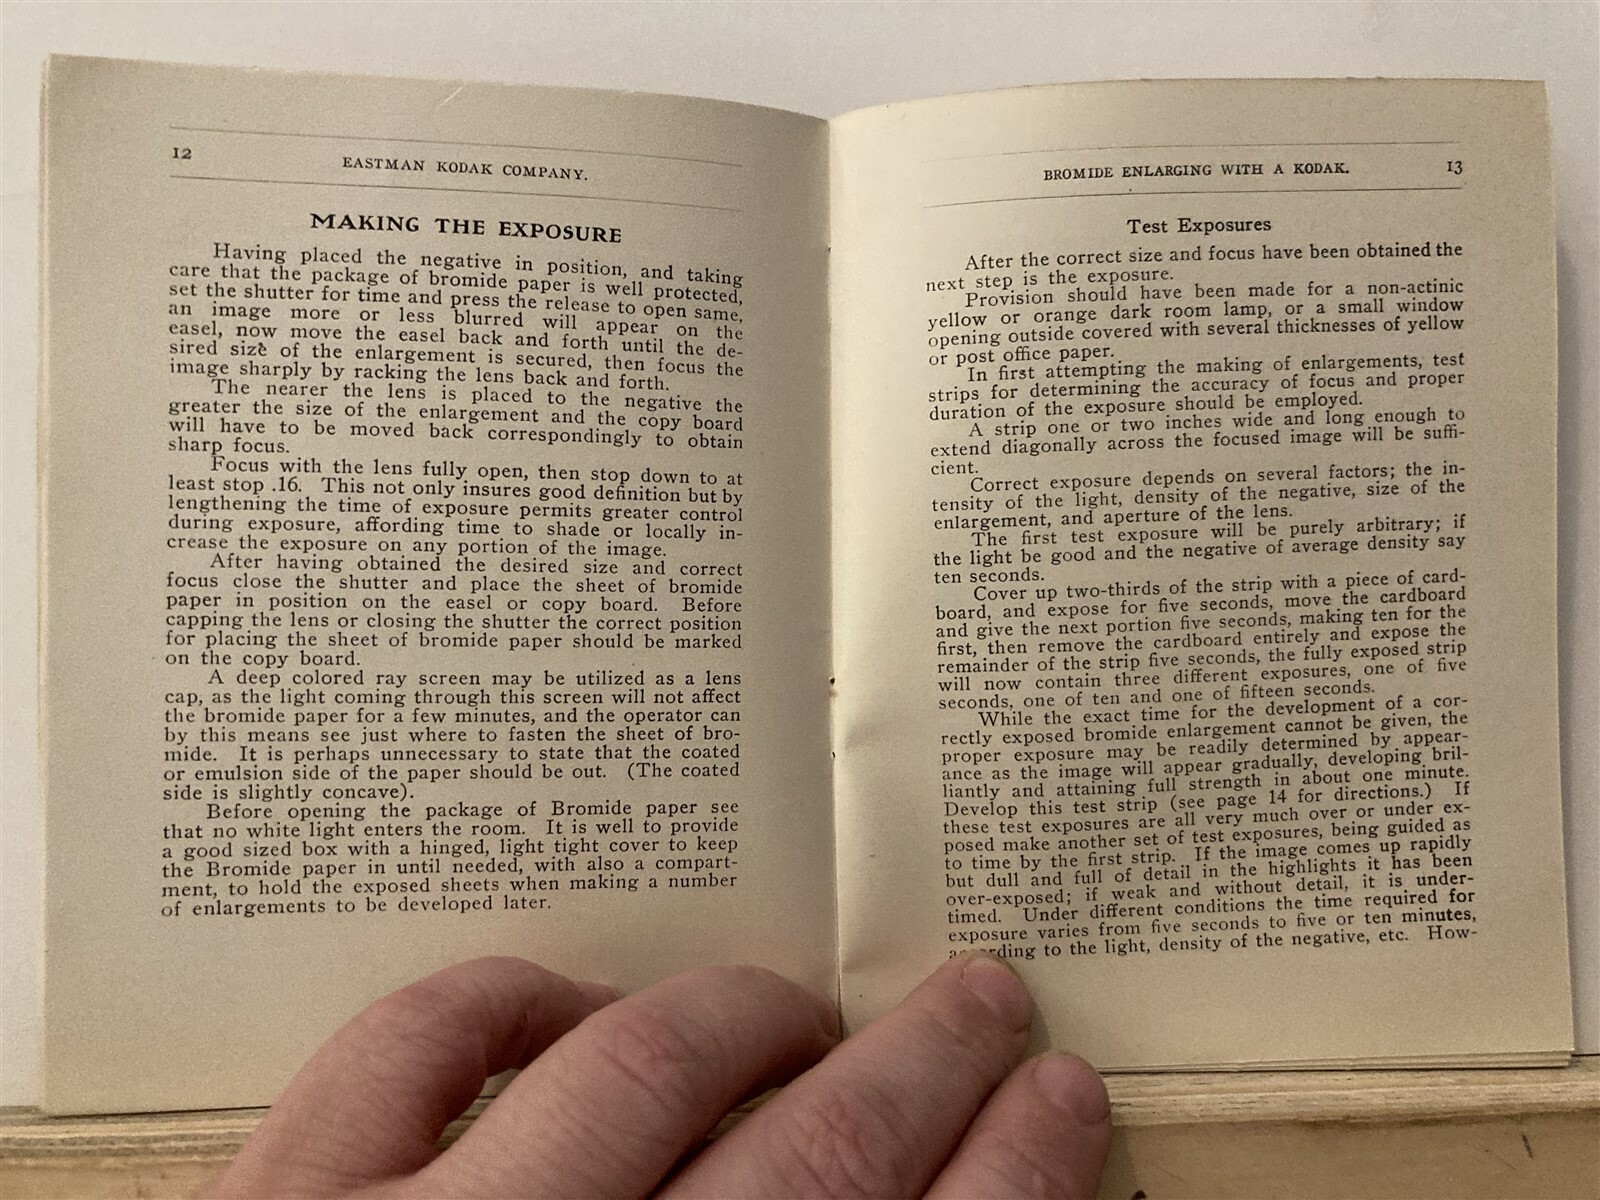 12
EASTMAN KODAK COMPANY.
MAKING THE EXPOSURE
Having placed the negative in position, and taking
care that the package of bromide paper is well protected,
set the shutter for time and press the release to open same,
an image more or less blurred will appear on the
easel, now move the easel back and forth until the de-
sired size of the enlargement is secured, then focus the
image sharply by racking the lens back and forth.
The nearer the lens is placed to the negative the
greater the size of the enlargement and the copy board
will have to be moved back correspondingly to obtain
sharp focus.
Focus with the lens fully open, then stop down to at
least stop .16. This not only insures good definition but by
lengthening the time of exposure permits greater control
during exposure, affording time to shade or locally in-
crease the exposure on any portion of the image.
After having obtained the desired size and correct
focus close the shutter and place the sheet of bromide
paper in position on the easel or copy board. Before
capping the lens or closing the shutter the correct position
for placing the sheet of bromide paper should be marked
on the copy board.
A deep colored ray screen may be utilized as a lens
cap, as the light coming through this screen will not affect
the bromide paper for a few minutes, and the operator can
by this means see just where to fasten the sheet of bro-
mide. It is perhaps unnecessary to state that the coated
or emulsion side of the paper should be out. (The coated
side is slightly concave).
Before opening the package of Bromide paper see
that no white light enters the room. It is well to provide
a good sized box with a hinged, light tight cover to keep
the Bromide paper in until needed, with also a compart-
ment, to hold the exposed sheets when making a number
of enlargements to be developed later.
BROMIDE ENLARGING WITH A KODAK.
13
Test Exposures
After the correct size and focus have been obtained the
next step is the exposure.
Provision should have been made for a non-actinic
yellow or orange dark room lamp, or a small window
opening outside covered with several thicknesses of yellow
or post office paper.
In first attempting the making of enlargements, test
strips for determining the accuracy of focus and proper
duration of the exposure should be employed.
A strip one or two inches wide and long enough to
extend diagonally across the focused image will be suffi-
cient.
Correct exposure depends on several factors; the in-
tensity of the light, density of the negative, size of the
enlargement, and aperture of the lens.
The first test exposure will be purely arbitrary; if
the light be good and the negative of average density say
ten seconds.
Cover up two-thirds of the strip with a piece of card-
board, and expose for five seconds, move the cardboard
and give the next portion five seconds, making ten for the
first, then remove the cardboard entirely and expose the
remainder of the strip five seconds, the fully exposed strip
will now contain three different exposures, one of five
seconds, one of ten and one of fifteen seconds.
While the exact time for the development of a cor-
rectly exposed bromide enlargement cannot be given, the
proper exposure may be readily determined by appear-
ance as the image will appear gradually, developing bril-
liantly and attaining full strength in about one minute.
Develop this test strip (see page 14 for directions.) If
these test exposures are all very much over or under ex-
posed make another set of test exposures, being guided as
to time by the first strip. If the image comes up rapidly
but dull and full of detail in the highlights it has been
over-exposed; if weak and without detail, it is under-
timed. Under different conditions the time required for
exposure varies from five seconds to five or ten minutes,
to the light, density of the negative, etc. How-